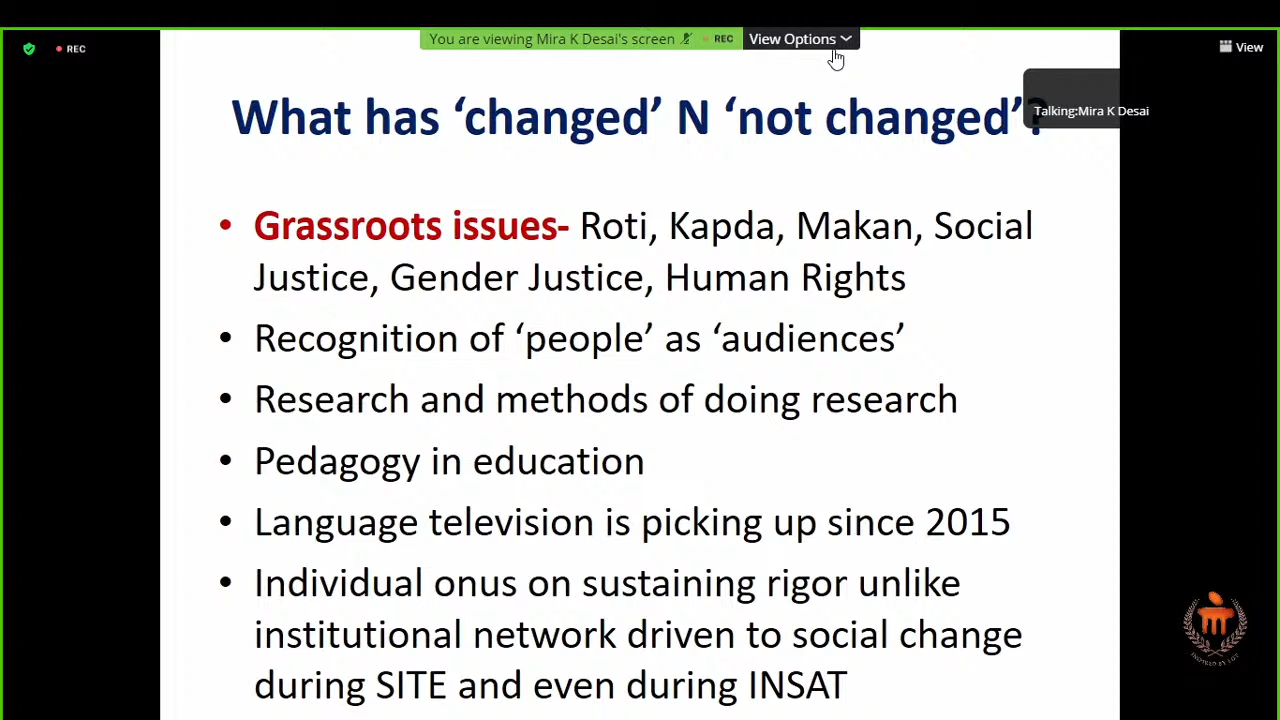 You are viewing Mira K Desai's screen
REC
View Options
REC
View
Talking:Mira K Desai
What has ‘changed’ N ‘not changed’?
• Grassroots issues- Roti, Kapda, Makan, Social
Justice, Gender Justice, Human Rights
• Recognition of ‘people’ as ‘audiences’
• Research and methods of doing research
• Pedagogy in education
• Language television is picking up since 2015
• Individual onus on sustaining rigor unlike
institutional network driven to social change
during SITE and even during INSAT
INSPIRED BY LIFE